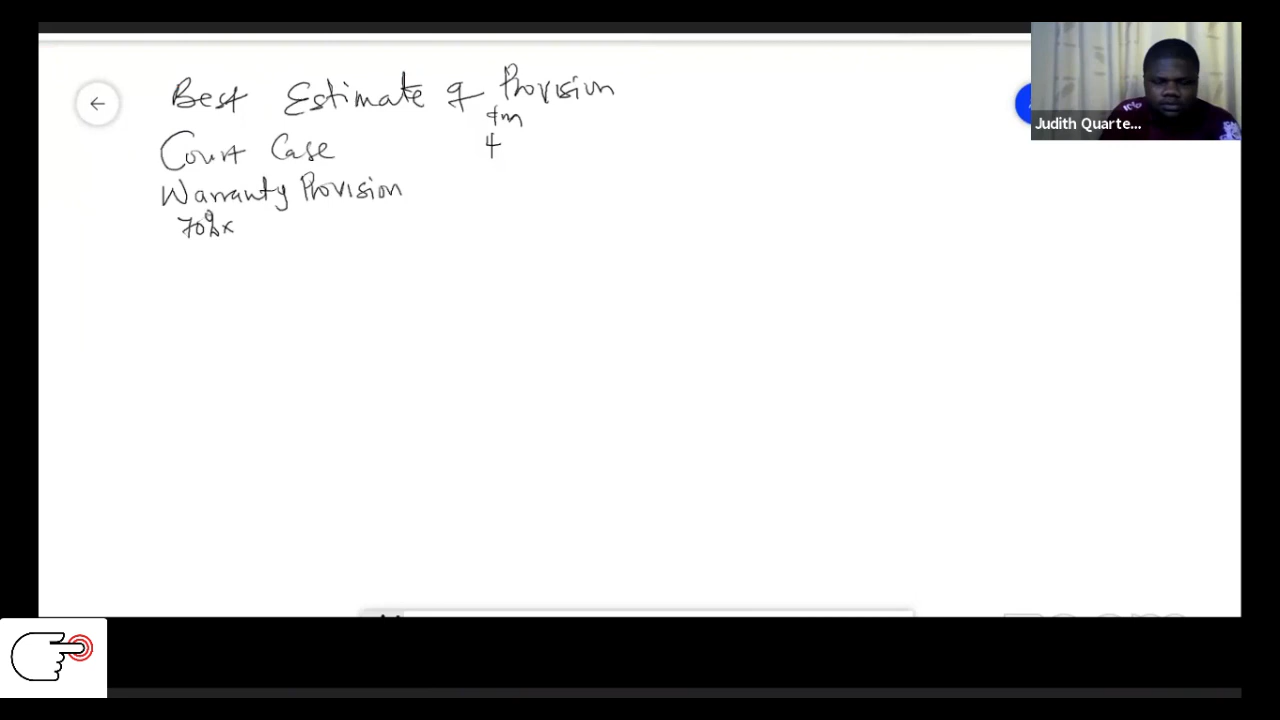 Best Estimate of Provision
¢m
Court Case 4
Warranty Provision
70% x
Judith Quarte...